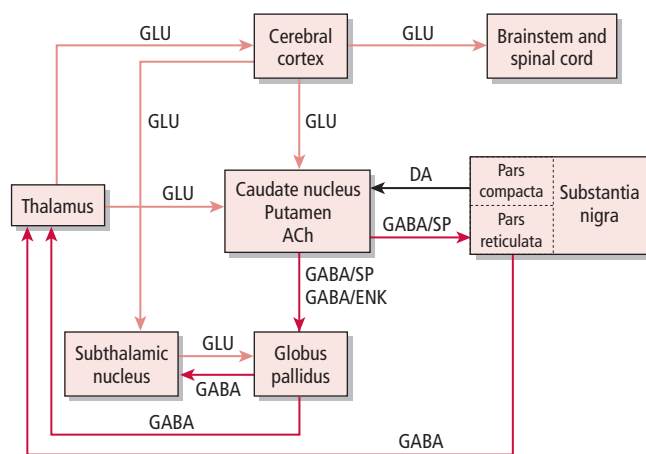 GLU
Cerebral
cortex
GLU
Brainstem and
spinal cord
GLU
GLU
Thalamus
GLU
Caudate nucleus
Putamen
ACh
DA
Pars
compacta
Substantia
nigra
Pars
reticulata
GABA/SP
GABA/SP
GABA/ENK
Subthalamic
nucleus
GLU
GABA
Globus
pallidus
GABA
GABA